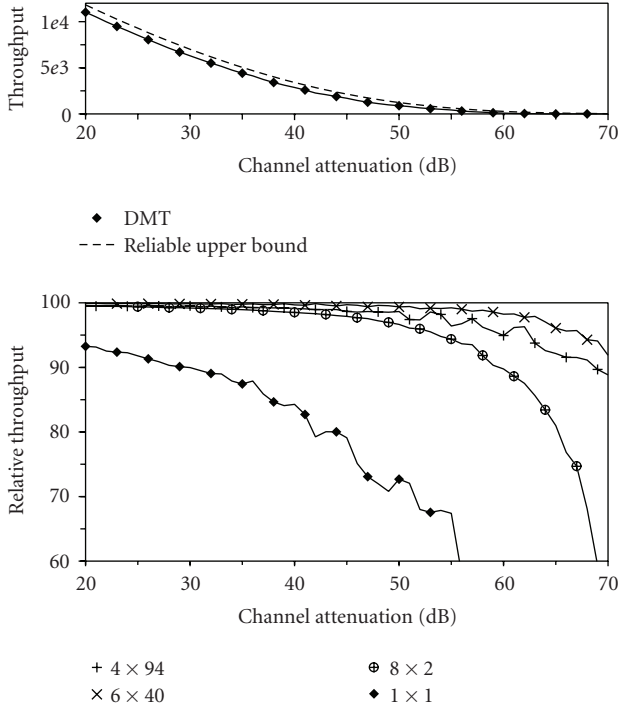 Throughput
1e4
5e3
0
20 30 40 50 60 70
Channel attenuation (dB)
DMT
Reliable upper bound
Relative throughput
100
90
80
70
60
20 30 40 50 60 70
Channel attenuation (dB)
4 × 94
6 × 40
8 × 2
1 × 1